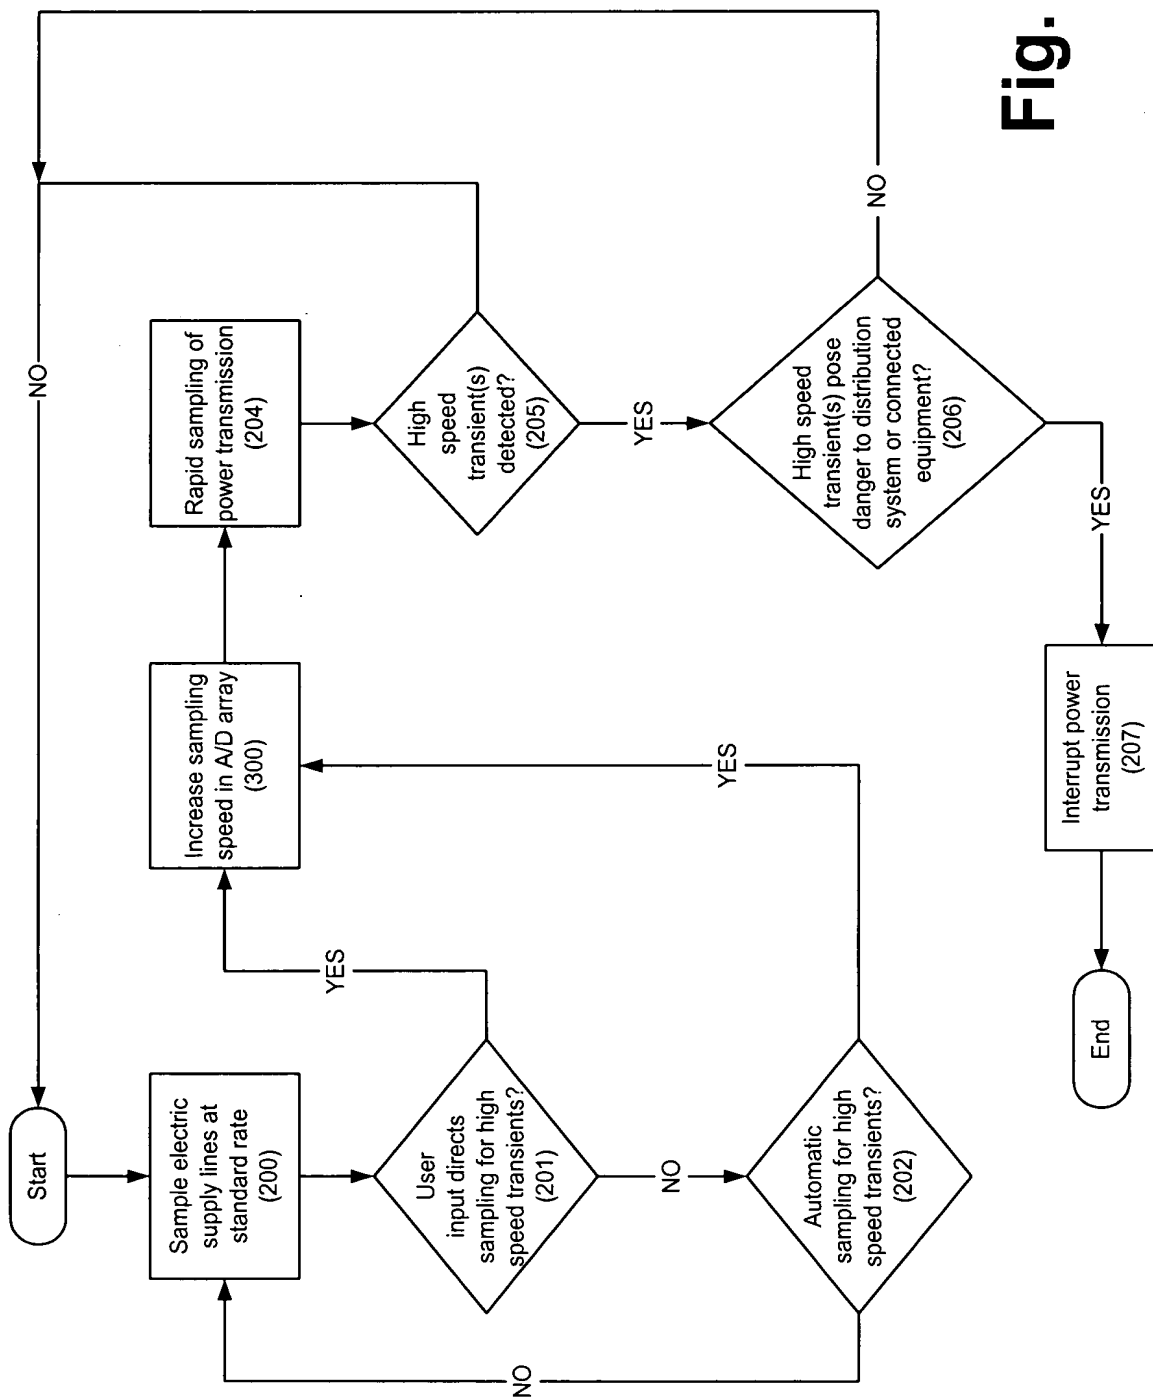 Start
Sample electric
supply lines at
standard rate
(200)
User
input directs
sampling for high
speed transients?
(201)
YES
NO
Automatic
sampling for high
speed transients?
(202)
NO
YES
Increase sampling
speed in A/D array
(300)
Rapid sampling of
power transmission
(204)
High
speed
transient(s)
detected?
(205)
NO
YES
High speed
transient(s) pose
danger to distribution
system or connected
equipment?
(206)
NO
YES
Interrupt power
transmission
(207)
End
Fig.